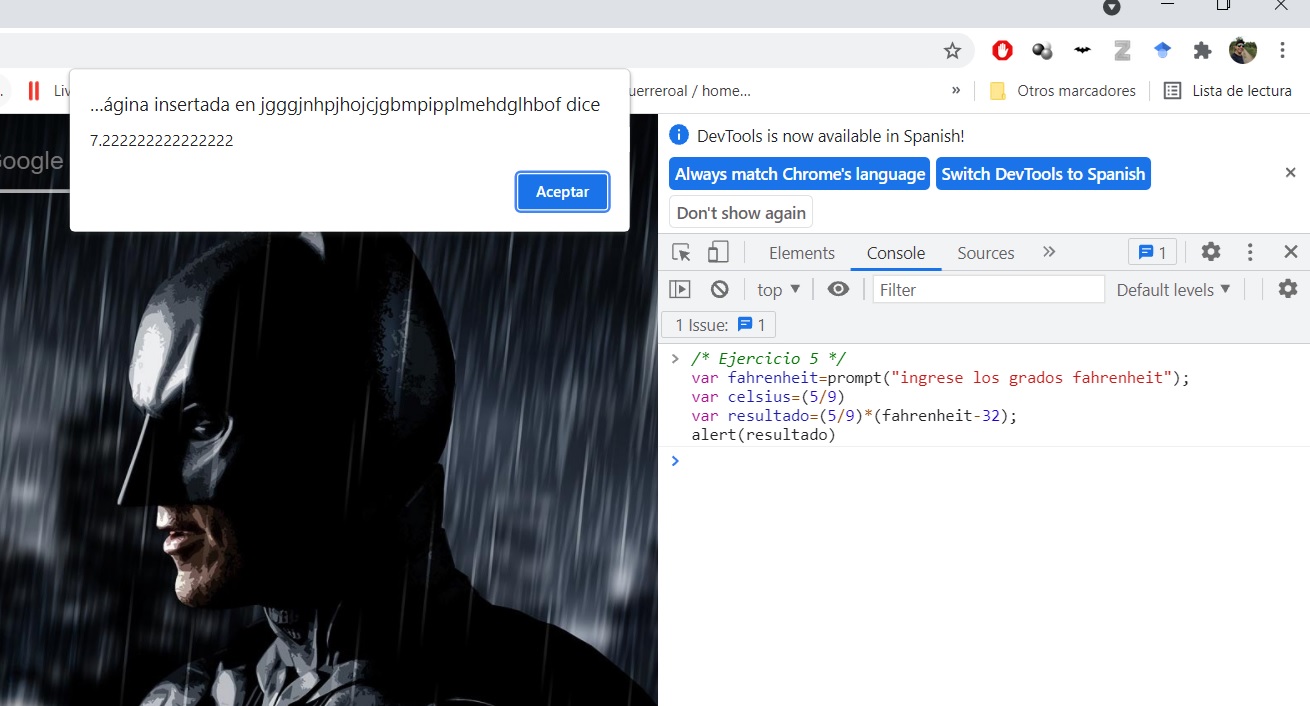 Liv
uerreroal / home...
»
Otros marcadores
Lista de lectura
...ágina insertada en jgggjnhpjhojcjgbmpipplmehdglhbof dice
7.222222222222222
Aceptar
Google
DevTools is now available in Spanish!
Always match Chrome's language
Switch DevTools to Spanish
Don't show again
Elements
Console
Sources
»
1
top
Filter
Default levels
1 Issue:
1
/* Ejercicio 5 */
var fahrenheit=prompt("ingrese los grados fahrenheit");
var celsius=(5/9)
var resultado=(5/9)*(fahrenheit-32);
alert(resultado)